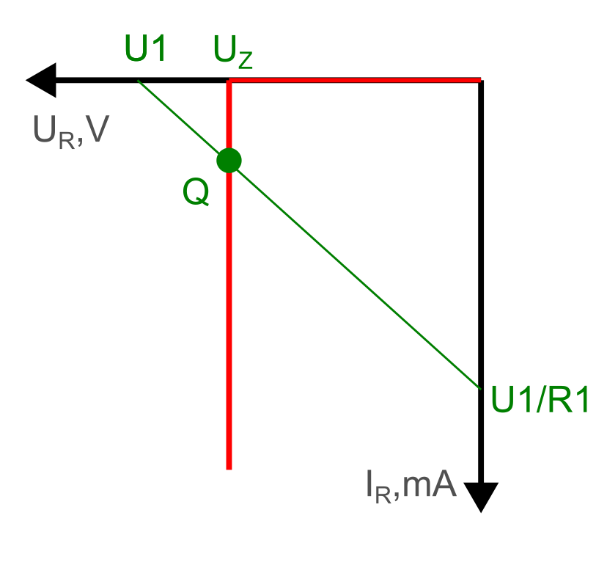 U1 U_Z
U_R,V
Q
U1/R1
I_R,mA